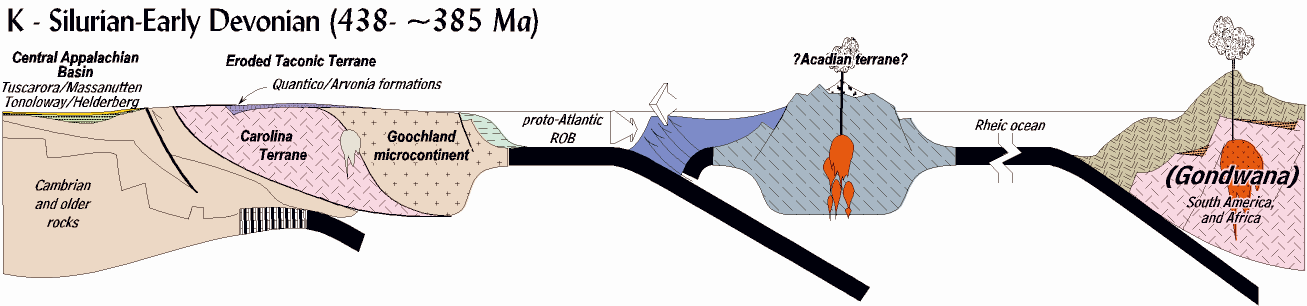 K - Silurian-Early Devonian (438- ~385 Ma)
Central Appalachian
Basin
Tuscarora/Massanutten
Tonoloway/Helderberg
Eroded Taconic Terrane
Quantico/Arvonia formations
?Acadian terrane?
Carolina
Terrane
Goochland
microcontinent
proto-Atlantic
ROB
Rheic ocean
Cambrian
and older
rocks
(Gondwana)
South America,
and Africa